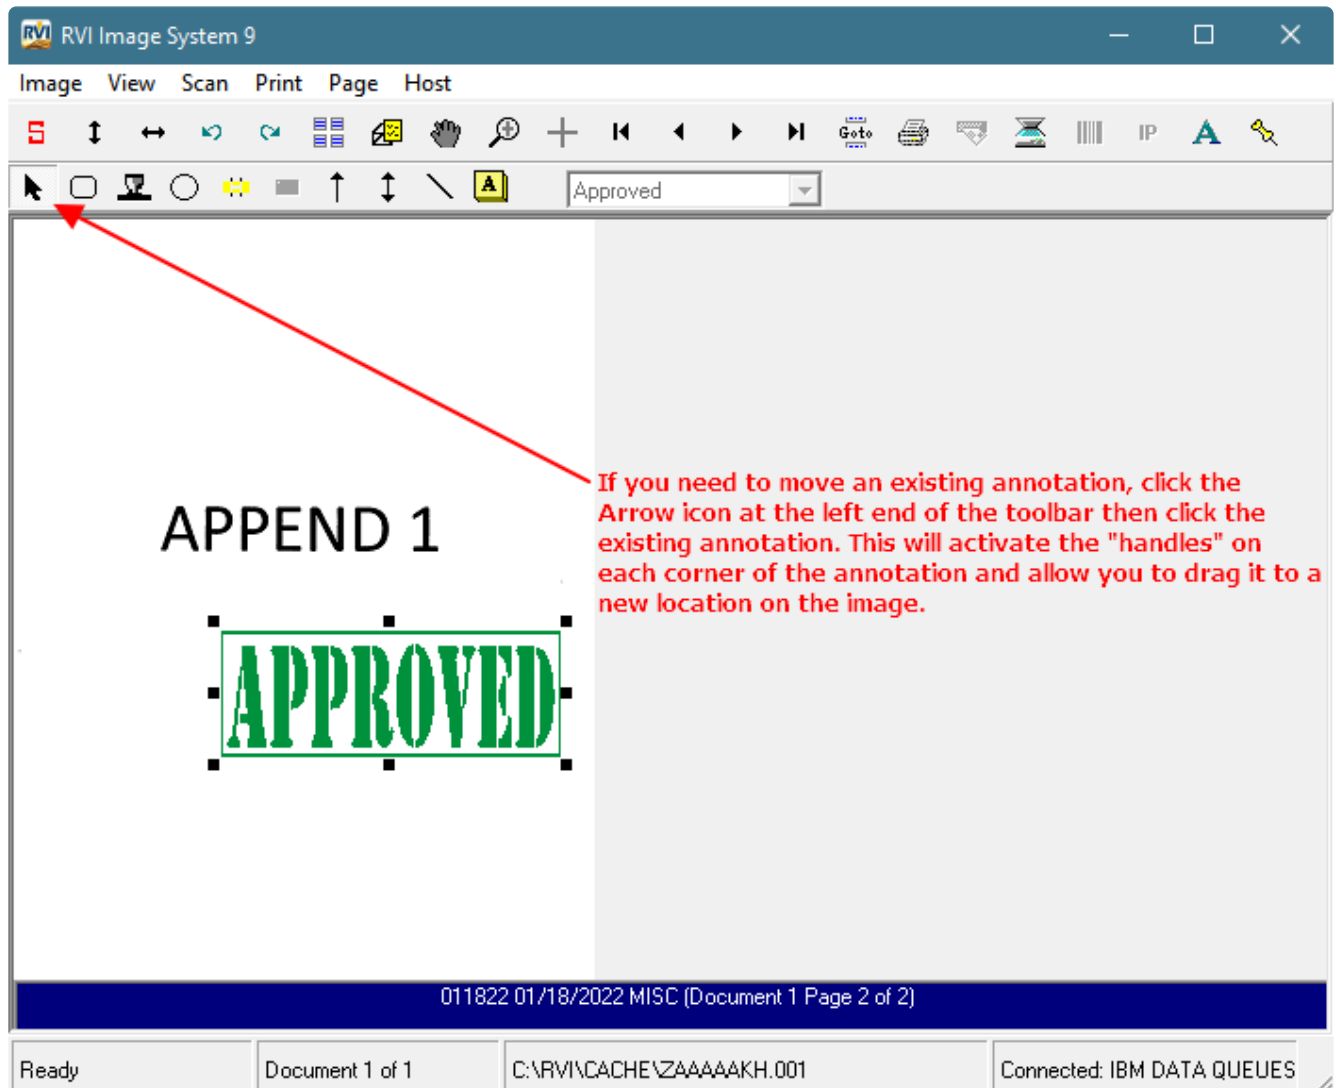 RVI RVI Image System 9
Image View Scan Print Page Host
S Goto IP A
A Approved
If you need to move an existing annotation, click the
Arrow icon at the left end of the toolbar then click the
existing annotation. This will activate the "handles" on
each corner of the annotation and allow you to drag it to a
new location on the image.
APPEND 1
APPROVED
011822 01/18/2022 MISC (Document 1 Page 2 of 2)
Ready Document 1 of 1 C:\RVI\CACHE\ZAAAAAKH.001 Connected: IBM DATA QUEUES